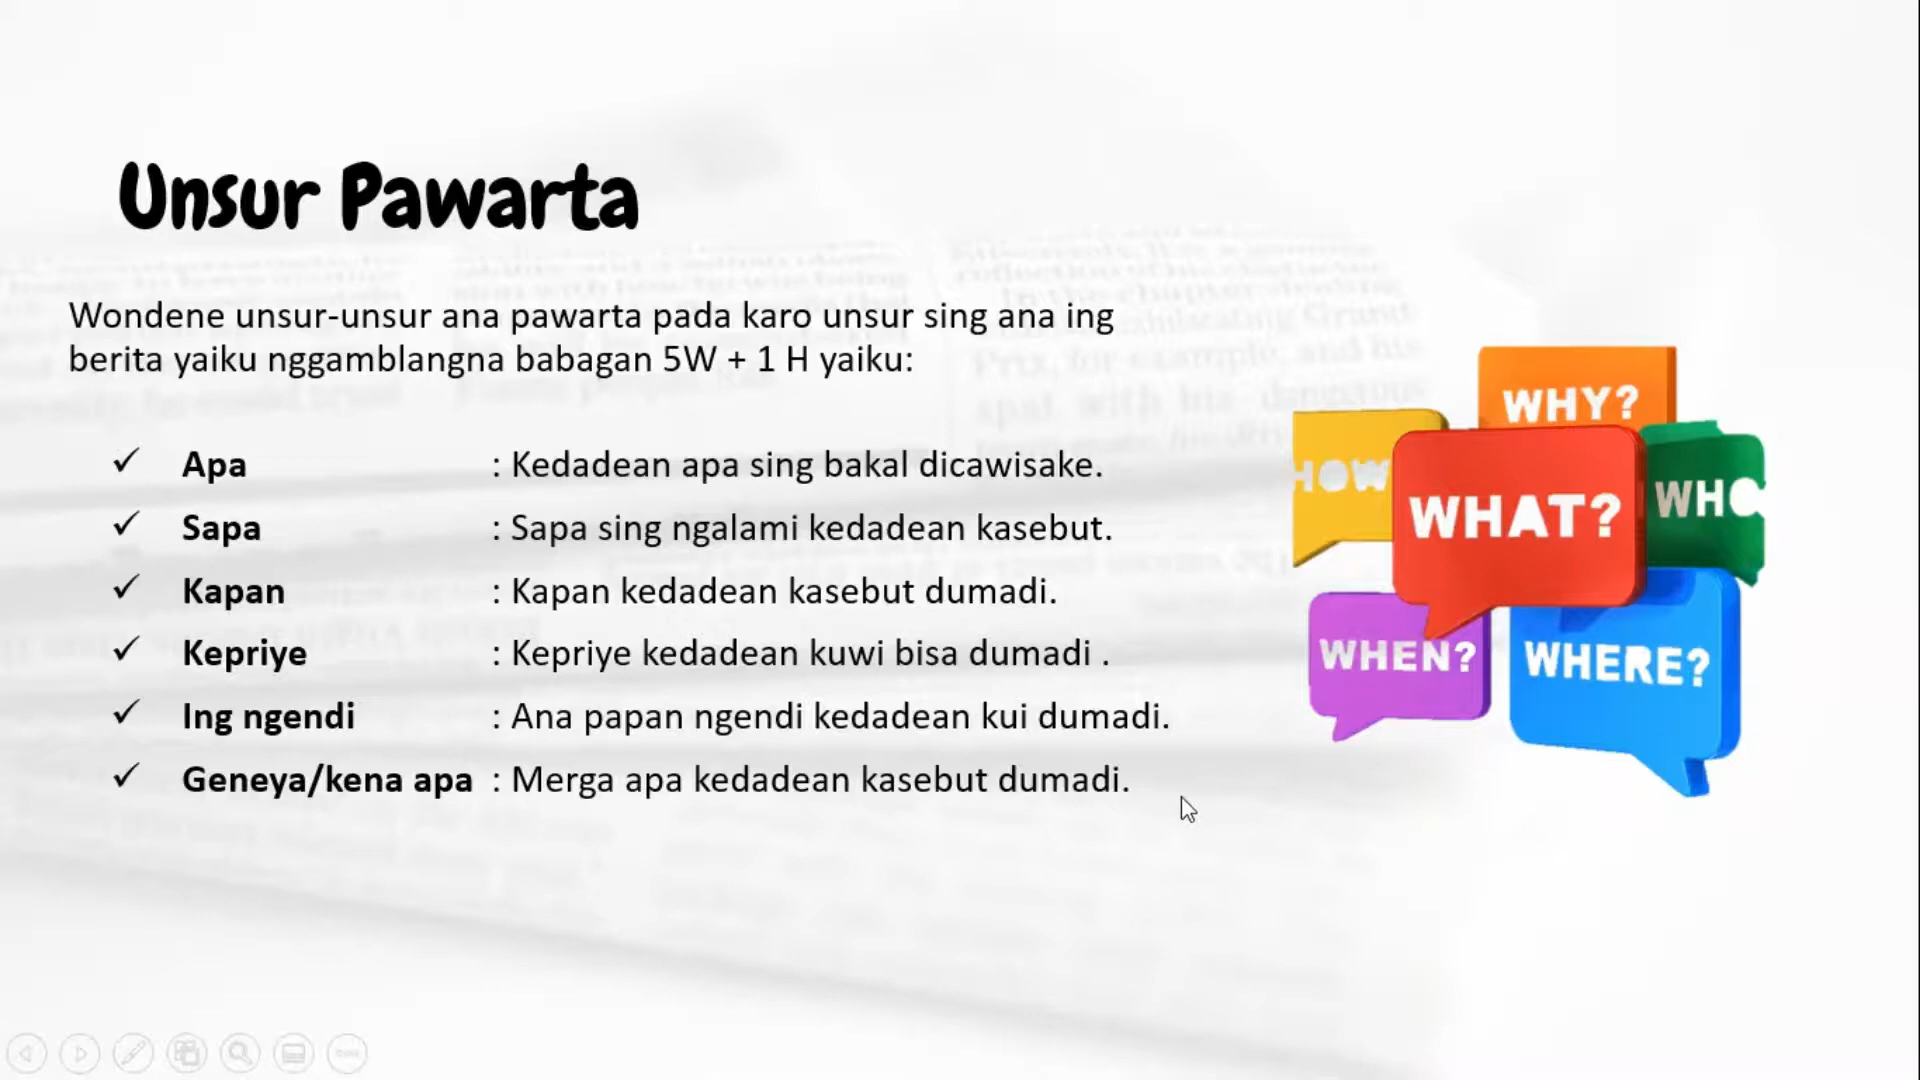 Unsur Pawarta
Wondene unsur-unsur ana pawarta pada karo unsur sing ana ing
berita yaiku nggamblangna babagan 5W + 1 H yaiku:
✓ Apa : Kedadean apa sing bakal dicawisake.
✓ Sapa : Sapa sing ngalami kedadean kasebut.
✓ Kapan : Kapan kedadean kasebut dumadi.
✓ Kepriye : Kepriye kedadean kuwi bisa dumadi .
✓ Ing ngendi : Ana papan ngendi kedadean kui dumadi.
✓ Geneya/kena apa : Merga apa kedadean kasebut dumadi.
WHY?
HOW
WHAT?
WHO
WHEN?
WHERE?